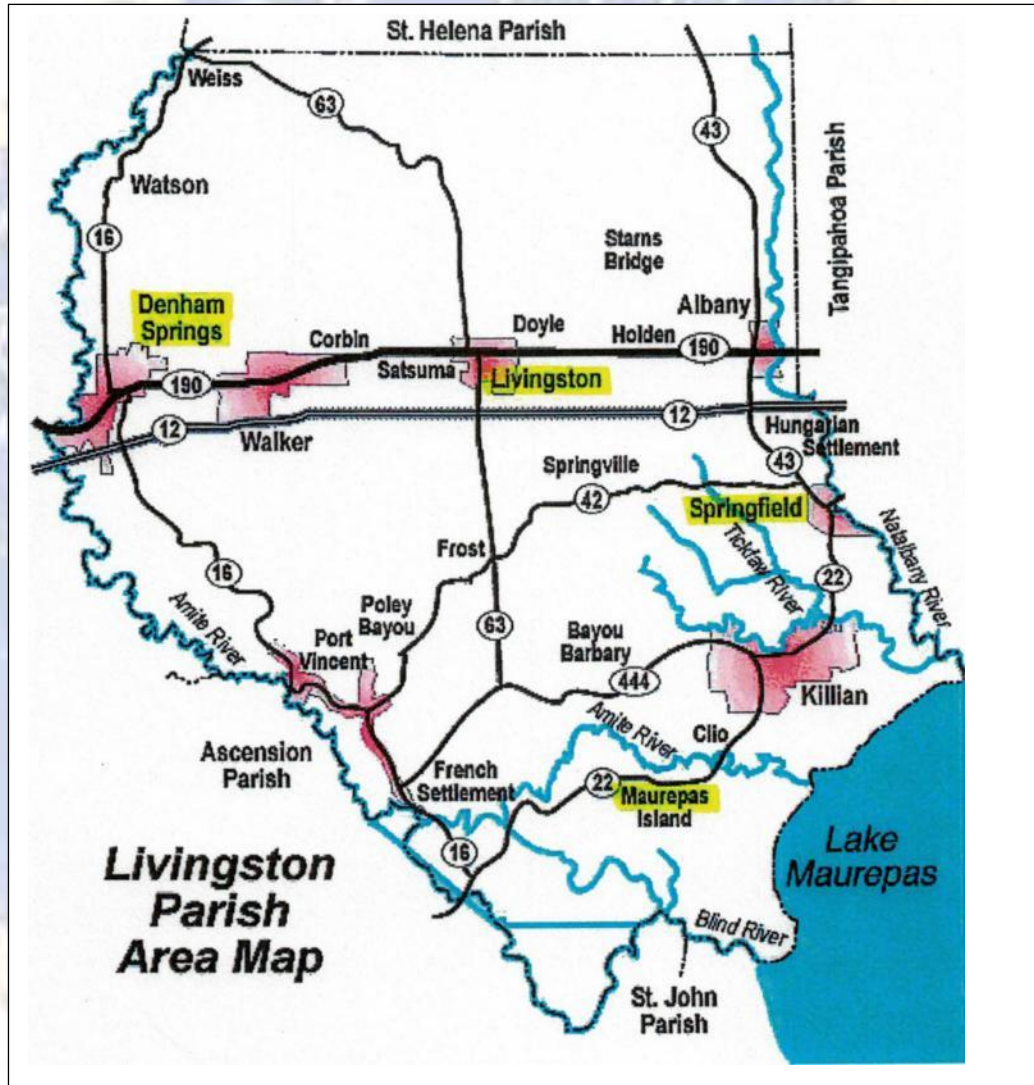 St. Helena Parish
Weiss
63
43
Tangipahoa Parish
Watson
16
Starns
Bridge
Denham
Springs
Albany
Doyle
Corbin
Holden
190
Satsuma
Livingston
190
12
12
Walker
Hungarian
Settlement
Springville
43
42
Springfield
Frost
Tickfaw River
Natalbany River
16
22
Amite River
Poley
Bayou
Port
Vincent
63
Bayou
Barbary
444
Killian
Amite River
Clio
Ascension
Parish
French
Settlement
22
Maurepas
Island
Lake
Maurepas
16
Livingston
Parish
Area Map
Blind River
St. John
Parish